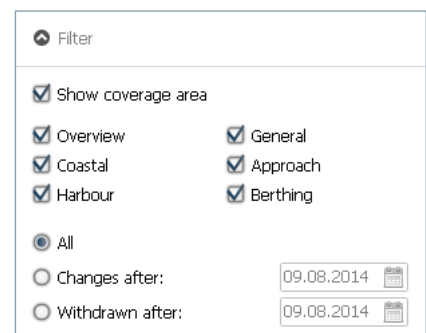 Filter
Show coverage area
Overview General
Coastal Approach
Harbour Berthing
All
Changes after: 09.08.2014
Withdrawn after: 09.08.2014